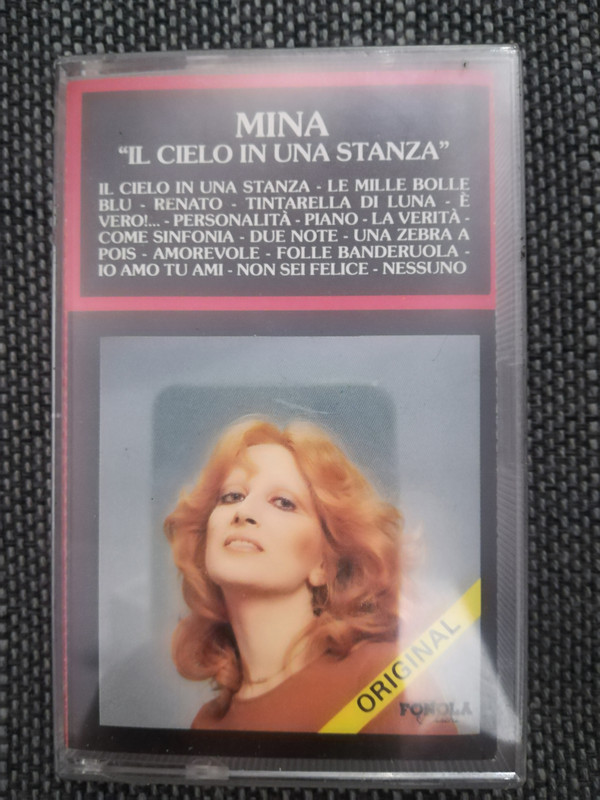 MINA
“IL CIELO IN UNA STANZA”
IL CIELO IN UNA STANZA - LE MILLE BOLLE
BLU - RENATO - TINTARELLA DI LUNA - È
VERO!... - PERSONALITÀ - PIANO - LA VERITÀ -
COME SINFONIA - DUE NOTE - UNA ZEBRA A
POIS - AMOREVOLE - FOLLE BANDERUOLA -
IO AMO TU AMI - NON SEI FELICE - NESSUNO
ORIGINAL
FONOLA